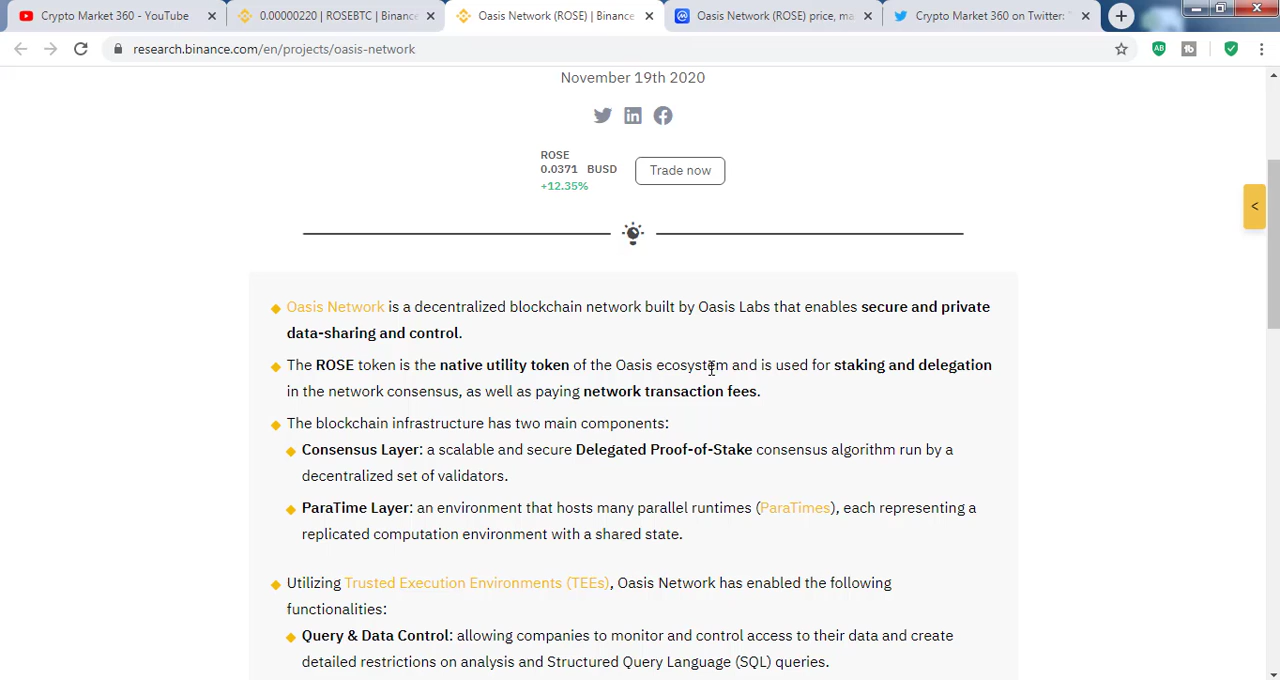 Crypto Market 360 - YouTube
0.00000220 | ROSEBTC | Binanc
Oasis Network (ROSE) | Binance
Oasis Network (ROSE) price, ma
Crypto Market 360 on Twitter: "
research.binance.com/en/projects/oasis-network
November 19th 2020
ROSE
0.0371 BUSD
+12.35%
Trade now
Oasis Network is a decentralized blockchain network built by Oasis Labs that enables secure and private
data-sharing and control.
The ROSE token is the native utility token of the Oasis ecosystem and is used for staking and delegation
in the network consensus, as well as paying network transaction fees.
The blockchain infrastructure has two main components:
Consensus Layer: a scalable and secure Delegated Proof-of-Stake consensus algorithm run by a
decentralized set of validators.
ParaTime Layer: an environment that hosts many parallel runtimes (ParaTimes), each representing a
replicated computation environment with a shared state.
Utilizing Trusted Execution Environments (TEEs), Oasis Network has enabled the following
functionalities:
Query & Data Control: allowing companies to monitor and control access to their data and create
detailed restrictions on analysis and Structured Query Language (SQL) queries.